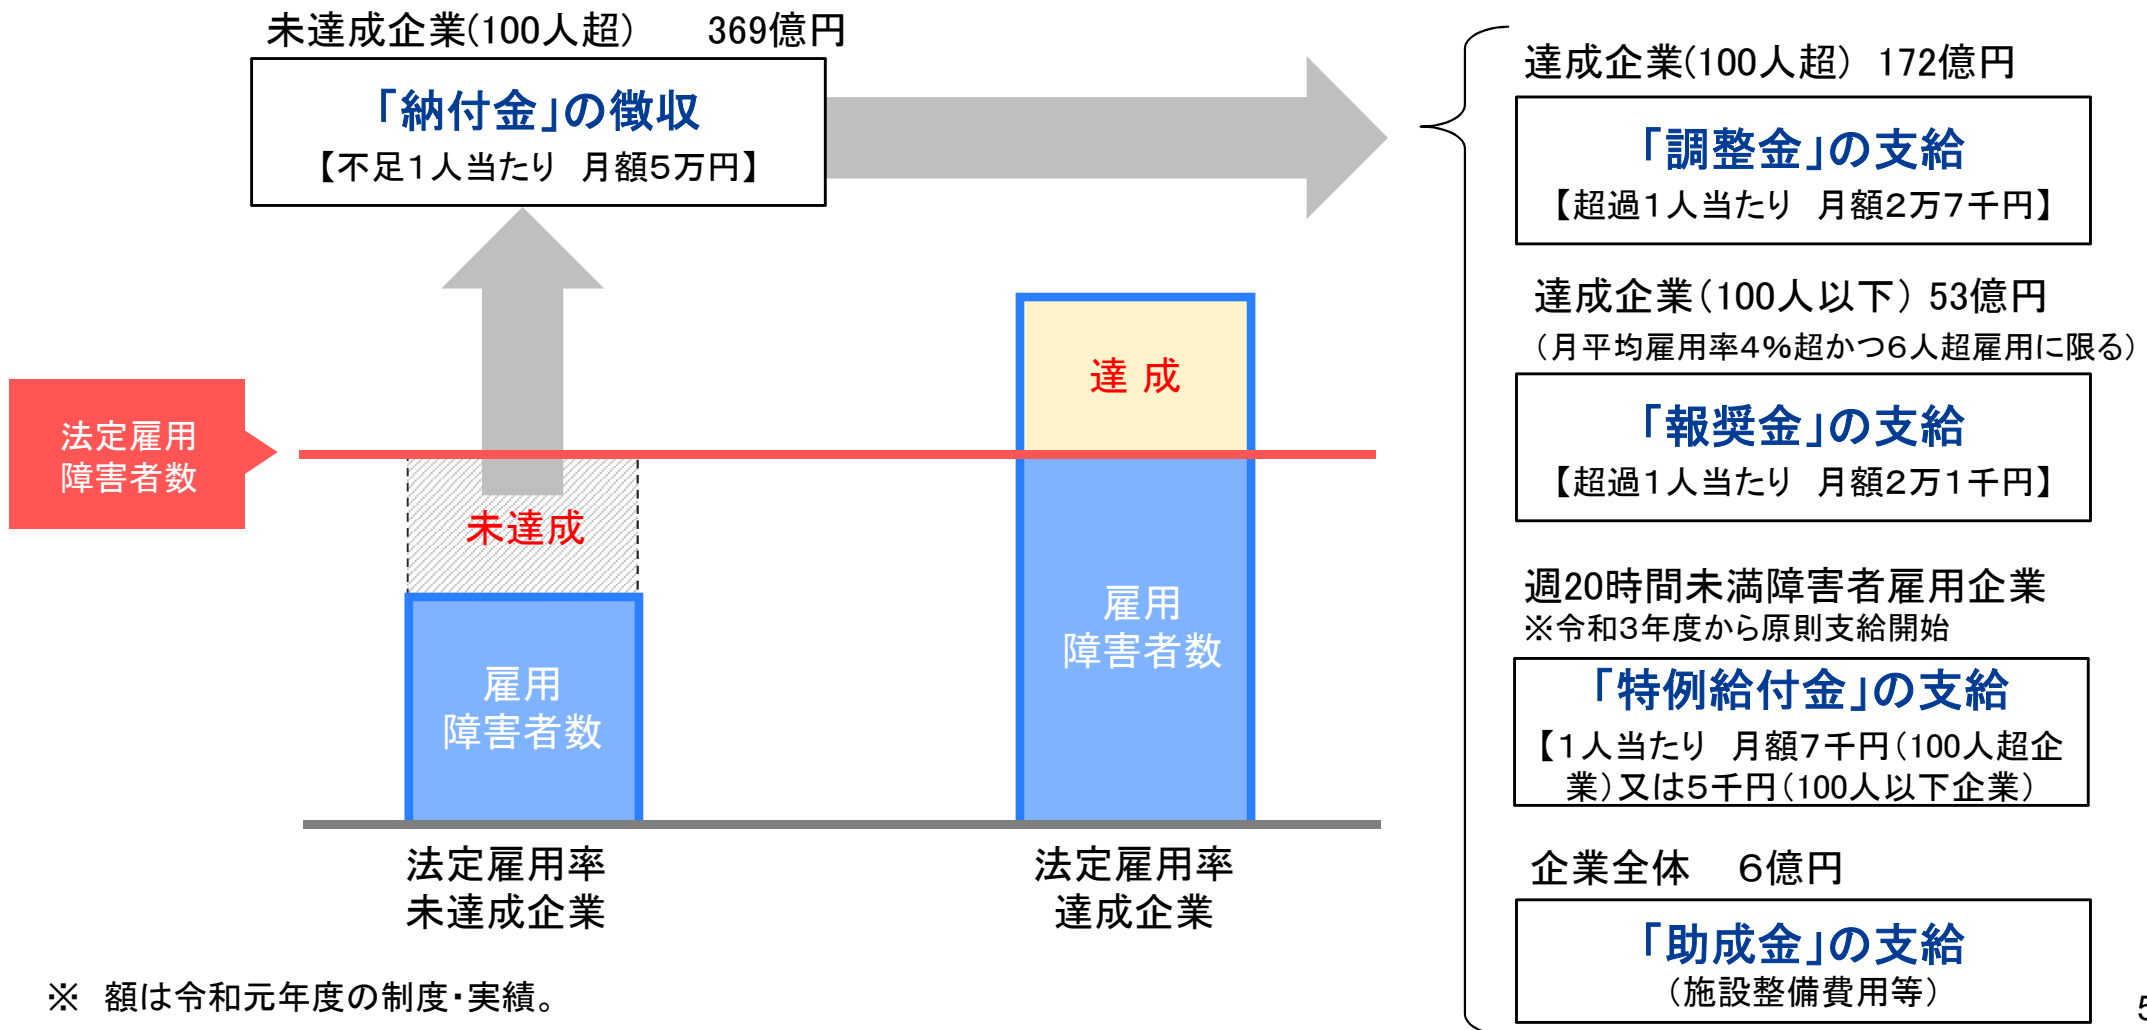 未達成企業(100人超)　369億円
「納付金」の徴収
【不足１人当たり　月額５万円】
達成企業(100人超) 172億円
「調整金」の支給
【超過１人当たり　月額２万７千円】
達成企業(100人以下) 53億円
(月平均雇用率４％超かつ６人超雇用に限る)
「報奨金」の支給
【超過１人当たり　月額２万１千円】
週20時間未満障害者雇用企業
※令和３年度から原則支給開始
「特例給付金」の支給
【１人当たり　月額７千円(100人超企
業)又は５千円(100人以下企業)
企業全体　６億円
「助成金」の支給
(施設整備費用等)
法定雇用
障害者数
未達成
雇用
障害者数
達 成
雇用
障害者数
法定雇用率
未達成企業
法定雇用率
達成企業
※　額は令和元年度の制度・実績。